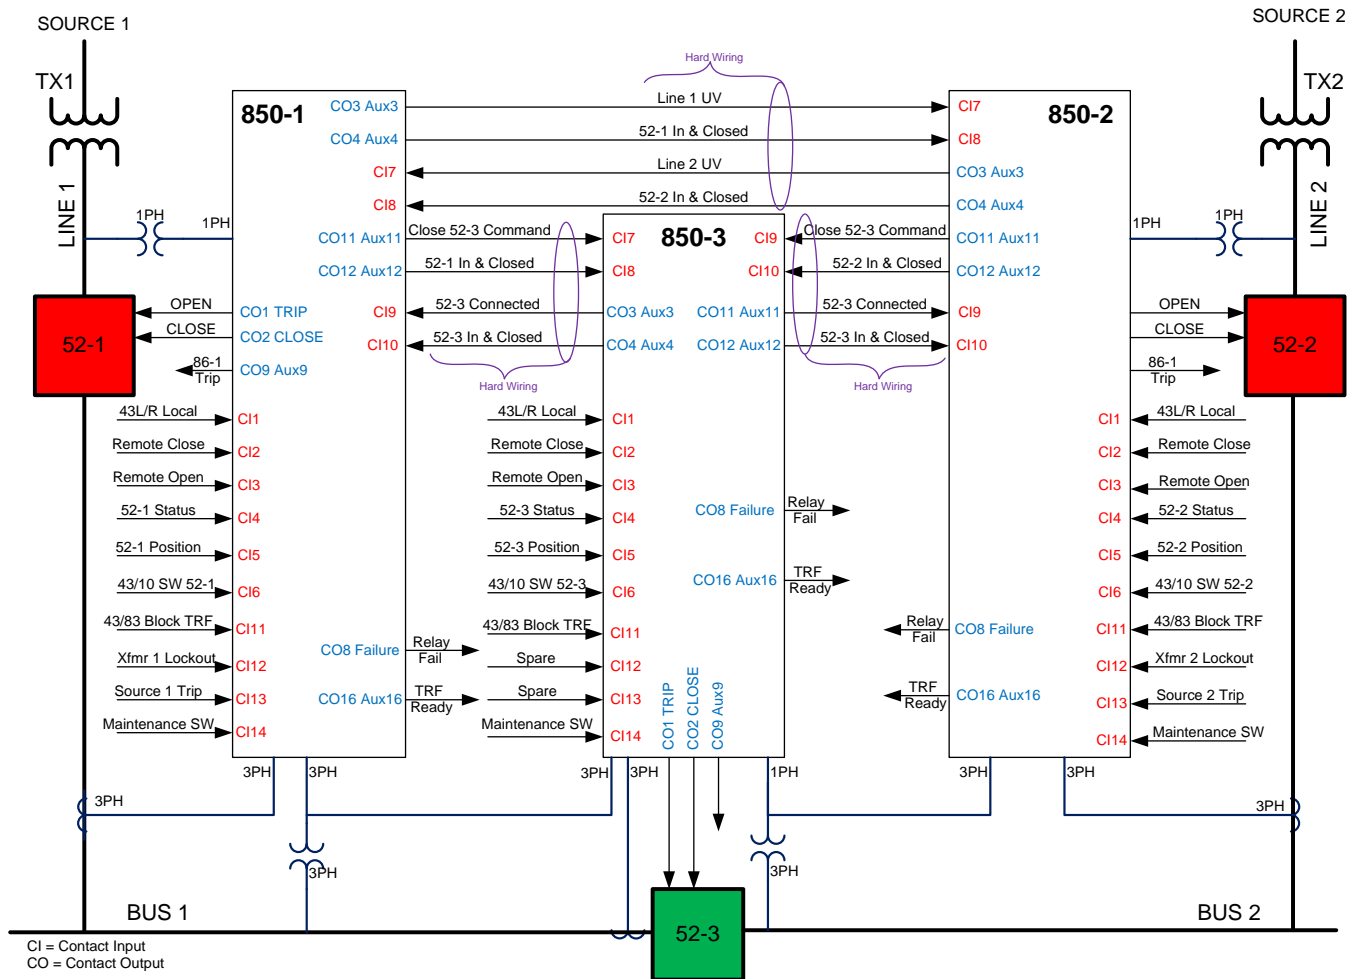 SOURCE 1
SOURCE 2
TX1
TX2
Hard Wiring
850-1
850-2
850-3
LINE 1
LINE 2
CO3 Aux3
Line 1 UV
CI7
CO4 Aux4
52-1 In & Closed
CI8
CI7
Line 2 UV
CO3 Aux3
CI8
52-2 In & Closed
CO4 Aux4
1PH
1PH
1PH
1PH
CO11 Aux11
Close 52-3 Command
CI7
CI9
Close 52-3 Command
CO11 Aux11
CO12 Aux12
52-1 In & Closed
CI8
CI10
52-2 In & Closed
CO12 Aux12
OPEN
CO1 TRIP
CI9
52-3 Connected
CO3 Aux3
CO11 Aux11
52-3 Connected
CI9
OPEN
CLOSE
CO2 CLOSE
CI10
52-3 In & Closed
CO4 Aux4
CO12 Aux12
52-3 In & Closed
CI10
CLOSE
52-1
52-2
86-1
Trip
CO9 Aux9
Hard Wiring
Hard Wiring
86-1
Trip
43L/R Local
CI1
43L/R Local
CI1
CI1
43L/R Local
Remote Close
CI2
Remote Close
CI2
CI2
Remote Close
Remote Open
CI3
Remote Open
CI3
CI3
Remote Open
52-1 Status
CI4
52-3 Status
CI4
CO8 Failure
Relay
Fail
CI4
52-2 Status
52-1 Position
CI5
52-3 Position
CI5
CI5
52-2 Position
43/10 SW 52-1
CI6
43/10 SW 52-3
CI6
CO16 Aux16
TRF
Ready
CI6
43/10 SW 52-2
43/83 Block TRF
CI11
43/83 Block TRF
CI11
Relay
Fail
CO8 Failure
CI11
43/83 Block TRF
Xfmr 1 Lockout
CI12
CO8 Failure
Relay
Fail
Spare
CI12
CI12
Xfmr 2 Lockout
Source 1 Trip
CI13
CO16 Aux16
TRF
Ready
Spare
CI13
TRF
Ready
CO16 Aux16
CI13
Source 2 Trip
Maintenance SW
CI14
Maintenance SW
CI14
CO1 TRIP
CO2 CLOSE
CO9 Aux9
CI14
Maintenance SW
3PH
3PH
3PH
3PH
1PH
3PH
3PH
3PH
3PH
3PH
3PH
BUS 1
52-3
BUS 2
CI = Contact Input
CO = Contact Output